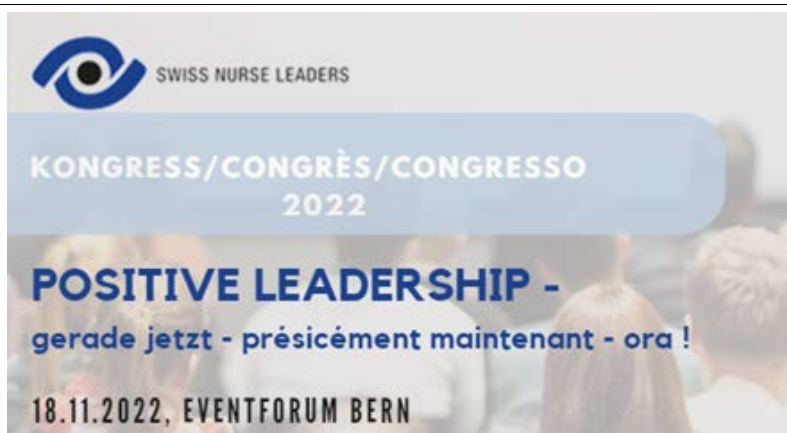 SWISS NURSE LEADERS
KONGRESS/CONGRÈS/CONGRESSO
2022
POSITIVE LEADERSHIP -
gerade jetzt - présicément maintenant - ora !
18.11.2022, EVENTFORUM BERN